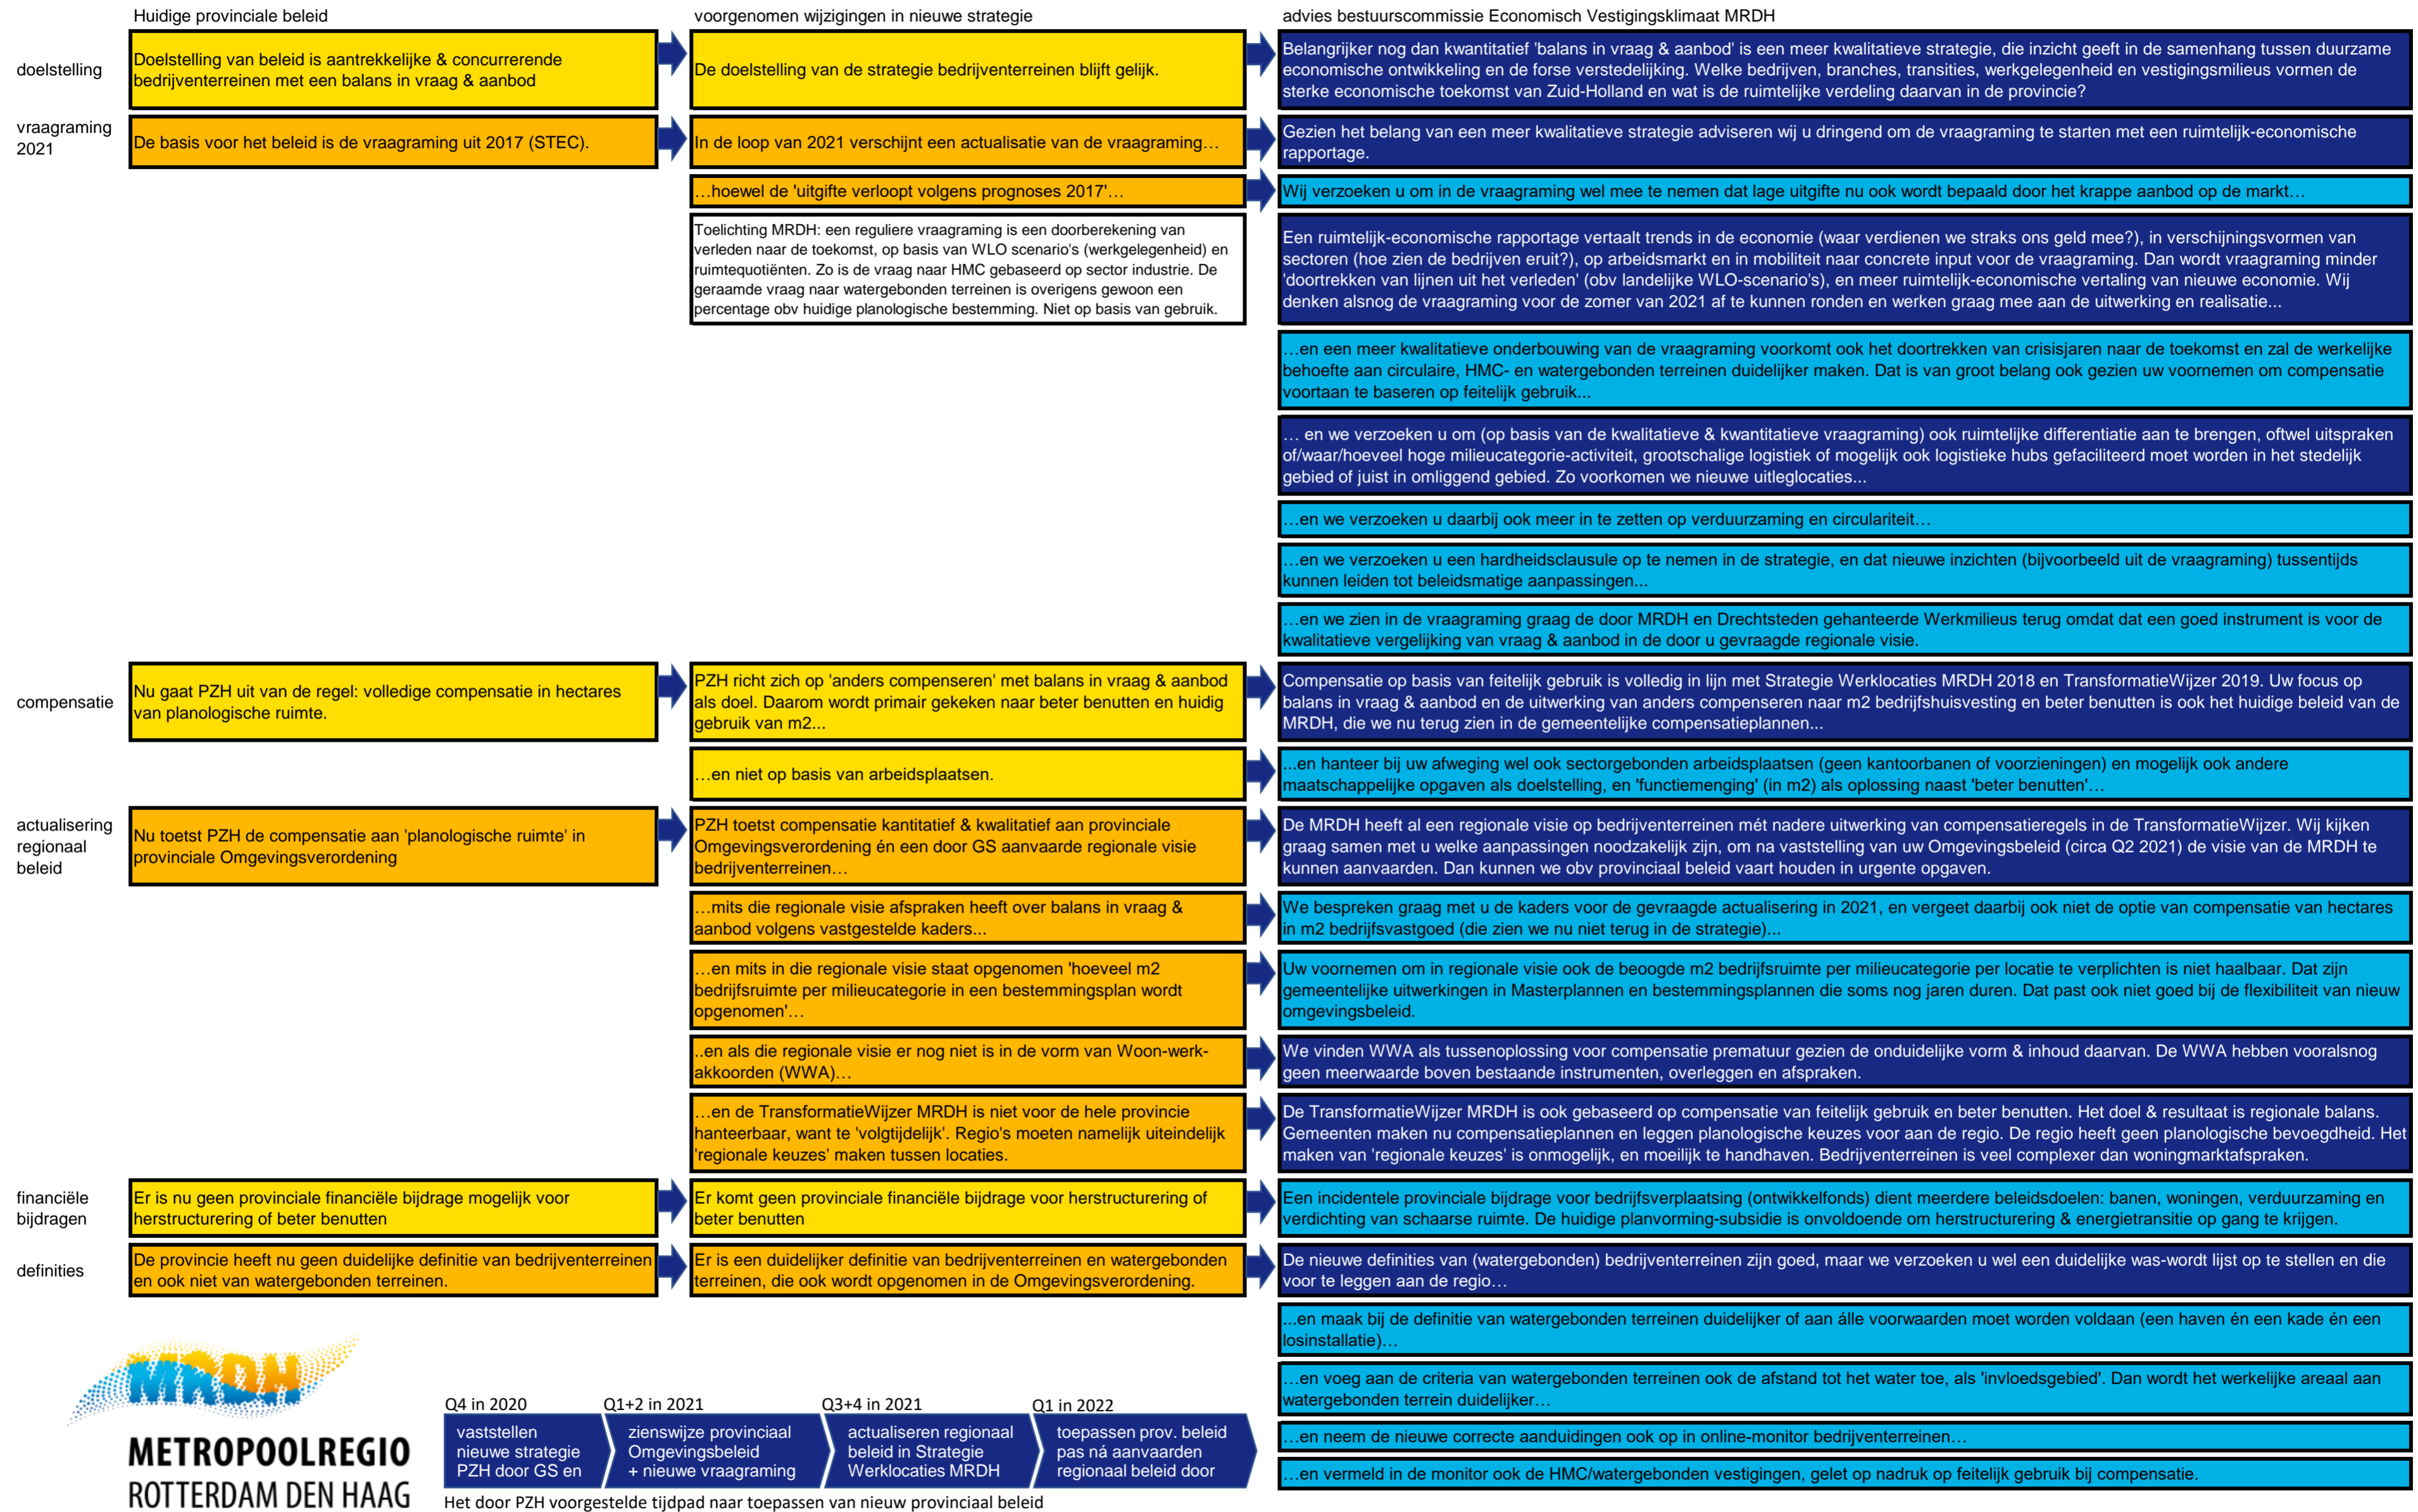 Huidige provinciale beleid
voorgenomen wijzigingen in nieuwe strategie
advies bestuurscommissie Economisch Vestigingsklimaat MRDH
doelstelling
Doelstelling van beleid is aantrekkelijke & concurrerende
bedrijventerreinen met een balans in vraag & aanbod
De doelstelling van de strategie bedrijventerreinen blijft gelijk.
Belangrijker nog dan kwantitatief 'balans in vraag & aanbod' is een meer kwalitatieve strategie, die inzicht geeft in de samenhang tussen duurzame
economische ontwikkeling en de forse verstedelijking. Welke bedrijven, branches, transities, werkgelegenheid en vestigingsmilieus vormen de
sterke economische toekomst van Zuid-Holland en wat is de ruimtelijke verdeling daarvan in de provincie?
vraagraming
2021
De basis voor het beleid is de vraagraming uit 2017 (STEC).
In de loop van 2021 verschijnt een actualisatie van de vraagraming…
Gezien het belang van een meer kwalitatieve strategie adviseren wij u dringend om de vraagraming te starten met een ruimtelijk-economische
rapportage.
…hoewel de 'uitgifte verloopt volgens prognoses 2017'…
Wij verzoeken u om in de vraagraming wel mee te nemen dat lage uitgifte nu ook wordt bepaald door het krappe aanbod op de markt…
Toelichting MRDH: een reguliere vraagraming is een doorberekening van
verleden naar de toekomst, op basis van WLO scenario's (werkgelegenheid) en
ruimtequotiënten. Zo is de vraag naar HMC gebaseerd op sector industrie. De
geraamde vraag naar watergebonden terreinen is overigens gewoon een
percentage obv huidige planologische bestemming. Niet op basis van gebruik.
Een ruimtelijk-economische rapportage vertaalt trends in de economie (waar verdienen we straks ons geld mee?), in verschijningsvormen van
sectoren (hoe zien de bedrijven eruit?), op arbeidsmarkt en in mobiliteit naar concrete input voor de vraagraming. Dan wordt vraagraming minder
'doortrekken van lijnen uit het verleden' (obv landelijke WLO-scenario's), en meer ruimtelijk-economische vertaling van nieuwe economie. Wij
denken alsnog de vraagraming voor de zomer van 2021 af te kunnen ronden en werken graag mee aan de uitwerking en realisatie...
…en een meer kwalitatieve onderbouwing van de vraagraming voorkomt ook het doortrekken van crisisjaren naar de toekomst en zal de werkelijke
behoefte aan circulaire, HMC- en watergebonden terreinen duidelijker maken. Dat is van groot belang ook gezien uw voornemen om compensatie
voortaan te baseren op feitelijk gebruik...
… en we verzoeken u om (op basis van de kwalitatieve & kwantitatieve vraagraming) ook ruimtelijke differentiatie aan te brengen, oftwel uitspraken
of/waar/hoeveel hoge milieucategorie-activiteit, grootschalige logistiek of mogelijk ook logistieke hubs gefaciliteerd moet worden in het stedelijk
gebied of juist in omliggend gebied. Zo voorkomen we nieuwe uitleglocaties...
…en we verzoeken u daarbij ook meer in te zetten op verduurzaming en circulariteit…
…en we verzoeken u een hardheidsclausule op te nemen in de strategie, en dat nieuwe inzichten (bijvoorbeeld uit de vraagraming) tussentijds
kunnen leiden tot beleidsmatige aanpassingen...
…en we zien in de vraagraming graag de door MRDH en Drechtsteden gehanteerde Werkmilieus terug omdat dat een goed instrument is voor de
kwalitatieve vergelijking van vraag & aanbod in de door u gevraagde regionale visie.
compensatie
Nu gaat PZH uit van de regel: volledige compensatie in hectares
van planologische ruimte.
PZH richt zich op 'anders compenseren' met balans in vraag & aanbod
als doel. Daarom wordt primair gekeken naar beter benutten en huidig
gebruik van m2...
Compensatie op basis van feitelijk gebruik is volledig in lijn met Strategie Werklocaties MRDH 2018 en TransformatieWijzer 2019. Uw focus op
balans in vraag & aanbod en de uitwerking van anders compenseren naar m2 bedrijfshuisvesting en beter benutten is ook het huidige beleid van de
MRDH, die we nu terug zien in de gemeentelijke compensatieplannen...
…en niet op basis van arbeidsplaatsen.
...en hanteer bij uw afweging wel ook sectorgebonden arbeidsplaatsen (geen kantoorbanen of voorzieningen) en mogelijk ook andere
maatschappelijke opgaven als doelstelling, en 'functiemenging' (in m2) als oplossing naast 'beter benutten'…
actualisering
regionaal
beleid
Nu toetst PZH de compensatie aan 'planologische ruimte' in
provinciale Omgevingsverordening
PZH toetst compensatie kantitatief & kwalitatief aan provinciale
Omgevingsverordening én een door GS aanvaarde regionale visie
bedrijventerreinen…
De MRDH heeft al een regionale visie op bedrijventerreinen mét nadere uitwerking van compensatieregels in de TransformatieWijzer. Wij kijken
graag samen met u welke aanpassingen noodzakelijk zijn, om na vaststelling van uw Omgevingsbeleid (circa Q2 2021) de visie van de MRDH te
kunnen aanvaarden. Dan kunnen we obv provinciaal beleid vaart houden in urgente opgaven.
…mits die regionale visie afspraken heeft over balans in vraag &
aanbod volgens vastgestelde kaders...
We bespreken graag met u de kaders voor de gevraagde actualisering in 2021, en vergeet daarbij ook niet de optie van compensatie van hectares
in m2 bedrijfsvastgoed (die zien we nu niet terug in de strategie)...
…en mits in die regionale visie staat opgenomen 'hoeveel m2
bedrijfsruimte per milieucategorie in een bestemmingsplan wordt
opgenomen'…
Uw voornemen om in regionale visie ook de beoogde m2 bedrijfsruimte per milieucategorie per locatie te verplichten is niet haalbaar. Dat zijn
gemeentelijke uitwerkingen in Masterplannen en bestemmingsplannen die soms nog jaren duren. Dat past ook niet goed bij de flexibiliteit van nieuw
omgevingsbeleid.
..en als die regionale visie er nog niet is in de vorm van Woon-werk-
akkoorden (WWA)…
We vinden WWA als tussenoplossing voor compensatie prematuur gezien de onduidelijke vorm & inhoud daarvan. De WWA hebben vooralsnog
geen meerwaarde boven bestaande instrumenten, overleggen en afspraken.
…en de TransformatieWijzer MRDH is niet voor de hele provincie
hanteerbaar, want te 'volgtijdelijk'. Regio's moeten namelijk uiteindelijk
'regionale keuzes' maken tussen locaties.
De TransformatieWijzer MRDH is ook gebaseerd op compensatie van feitelijk gebruik en beter benutten. Het doel & resultaat is regionale balans.
Gemeenten maken nu compensatieplannen en leggen planologische keuzes voor aan de regio. De regio heeft geen planologische bevoegdheid. Het
maken van 'regionale keuzes' is onmogelijk, en moeilijk te handhaven. Bedrijventerreinen is veel complexer dan woningmarktafspraken.
financiële
bijdragen
Er is nu geen provinciale financiële bijdrage mogelijk voor
herstructurering of beter benutten
Er komt geen provinciale financiële bijdrage voor herstructurering of
beter benutten
Een incidentele provinciale bijdrage voor bedrijfsverplaatsing (ontwikkelfonds) dient meerdere beleidsdoelen: banen, woningen, verduurzaming en
verdichting van schaarse ruimte. De huidige planvorming-subsidie is onvoldoende om herstructurering & energietransitie op gang te krijgen.
definities
De provincie heeft nu geen duidelijke definitie van bedrijventerreinen
en ook niet van watergebonden terreinen.
Er is een duidelijker definitie van bedrijventerreinen en watergebonden
terreinen, die ook wordt opgenomen in de Omgevingsverordening.
De nieuwe definities van (watergebonden) bedrijventerreinen zijn goed, maar we verzoeken u wel een duidelijke was-wordt lijst op te stellen en die
voor te leggen aan de regio…
...en maak bij de definitie van watergebonden terreinen duidelijker of aan álle voorwaarden moet worden voldaan (een haven én een kade én een
losinstallatie)…
…en voeg aan de criteria van watergebonden terreinen ook de afstand tot het water toe, als 'invloedsgebied'. Dan wordt het werkelijke areaal aan
watergebonden terrein duidelijker…
…en neem de nieuwe correcte aanduidingen ook op in online-monitor bedrijventerreinen…
…en vermeld in de monitor ook de HMC/watergebonden vestigingen, gelet op nadruk op feitelijk gebruik bij compensatie.
MRDH
METROPOOLREGIO
ROTTERDAM DEN HAAG
Q4 in 2020
vaststellen
nieuwe strategie
PZH door GS en
Q1+2 in 2021
zienswijze provinciaal
Omgevingsbeleid
+ nieuwe vraagraming
Q3+4 in 2021
actualiseren regionaal
beleid in Strategie
Werklocaties MRDH
Q1 in 2022
toepassen prov. beleid
pas ná aanvaarden
regionaal beleid door
Het door PZH voorgestelde tijdpad naar toepassen van nieuw provinciaal beleid